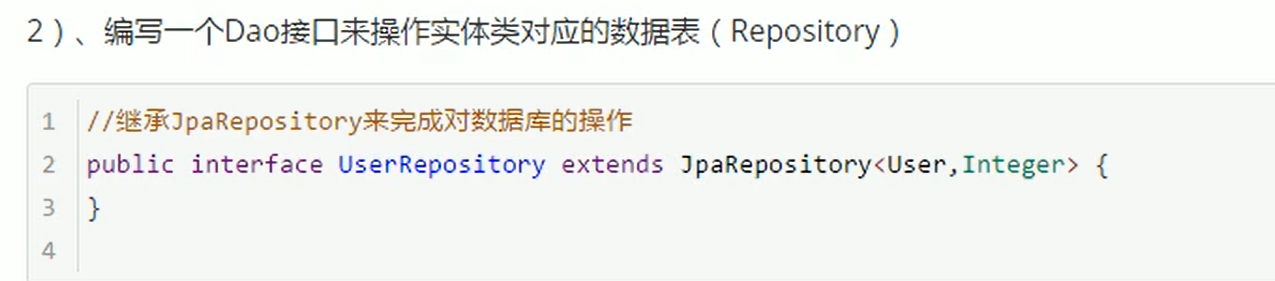 2）、编写一个Dao接口来操作实体类对应的数据表（Repository）
1 //继承JpaRepository来完成对数据库的操作
2 public interface UserRepository extends JpaRepository<User,Integer> {
3 }
4